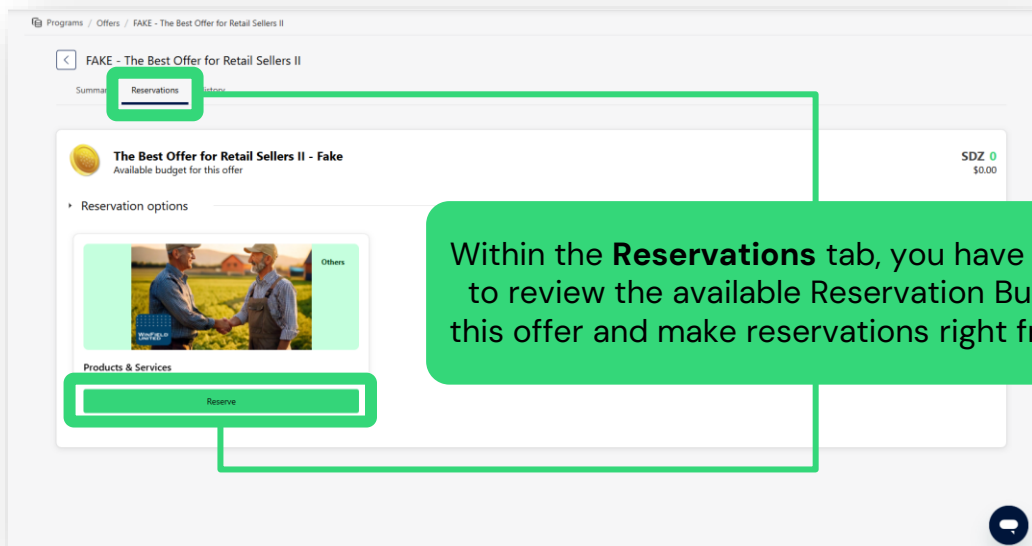 Programs / Offers / FAKE - The Best Offer for Retail Sellers II
FAKE - The Best Offer for Retail Sellers II
Reservations
The Best Offer for Retail Sellers II - Fake
SDZ 0
Available budget for this offer
$0.00
Reservation options
Others
WINFIELD
UNITED
Within the Reservations tab, you have
to review the available Reservation
this offer and make reservations right
Products & Services
Reserve